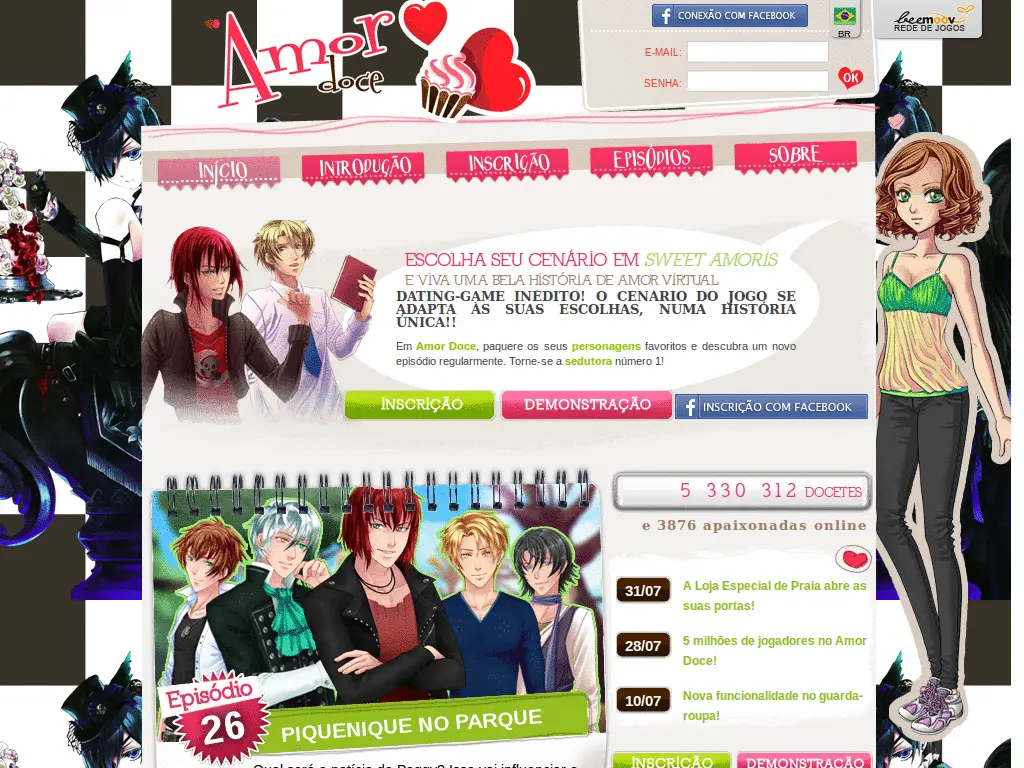 Amor
doce
CONEXÃO COM FACEBOOK
BR
beemoov
REDE DE JOGOS
E-MAIL:
SENHA:
OK
INÍCIO
INTRODUÇÃO
INSCRIÇÃO
EPISÓDIOS
SOBRE
ESCOLHA SEU CENÁRIO EM SWEET AMORIS
E VIVA UMA BELA HISTÓRIA DE AMOR VIRTUAL
DATING-GAME INEDITO! O CENARIO DO JOGO SE
ADAPTA ÀS SUAS ESCOLHAS, NUMA HISTÓRIA
ÚNICA!!
Em Amor Doce, paquere os seus personagens favoritos e descubra um novo
episódio regularmente. Torne-se a sedutora número 1!
INSCRIÇÃO
DEMONSTRAÇÃO
INSCRIÇÃO COM FACEBOOK
5 330 312 DOCETES
e 3876 apaixonadas online
31/07
A Loja Especial de Praia abre as
suas portas!
28/07
5 milhões de jogadores no Amor
Doce!
10/07
Nova funcionalidade no guarda-
roupa!
Episódio
26
PIQUENIQUE NO PARQUE
INSCRIÇÃO
DEMONSTRAÇÃO